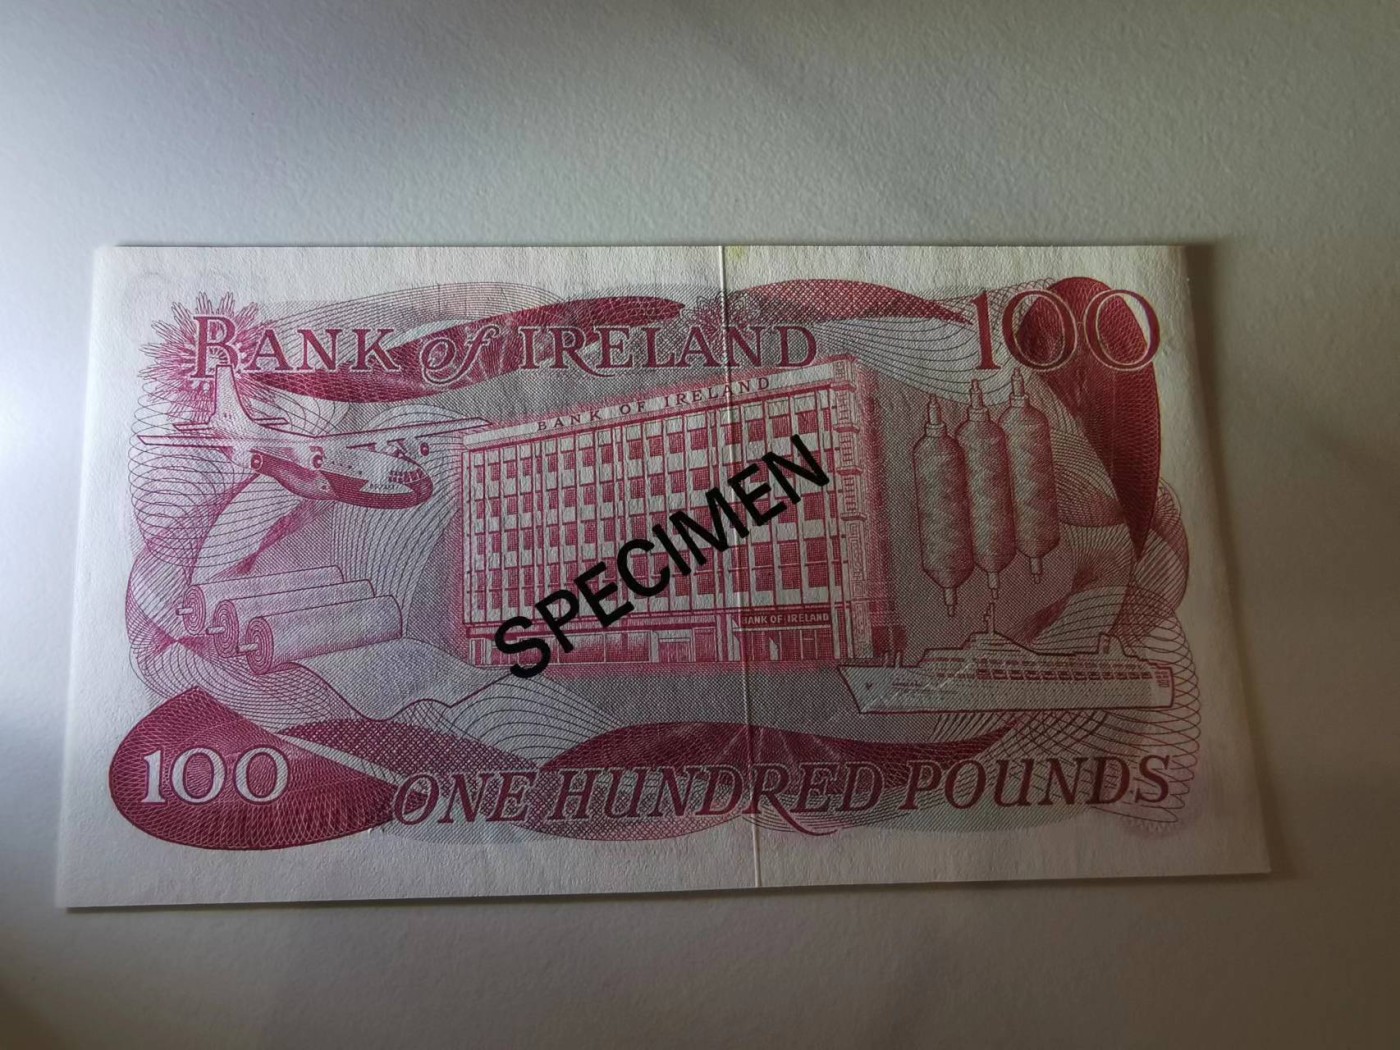 BANK of IRELAND
100
BANK OF IRELAND
SPECIMEN
BANK OF IRELAND
100
ONE HUNDRED POUNDS